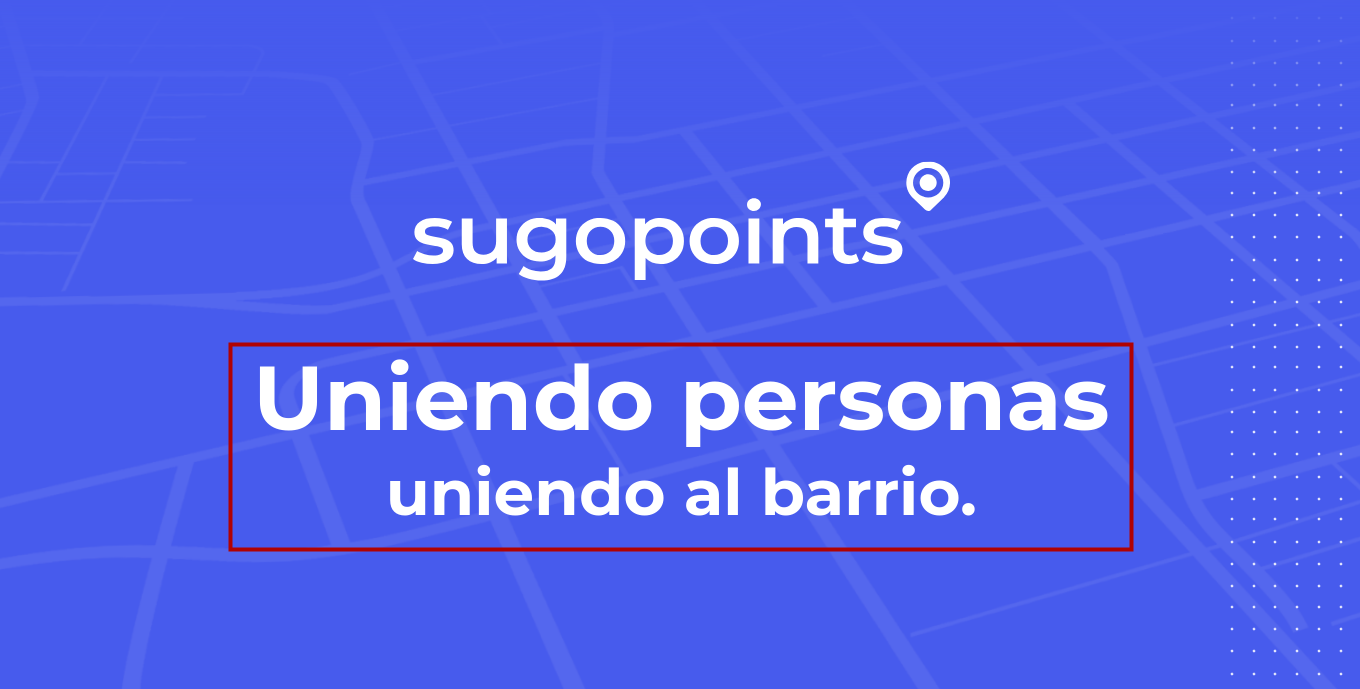 sugopoints
Uniendo personas
uniendo al barrio.